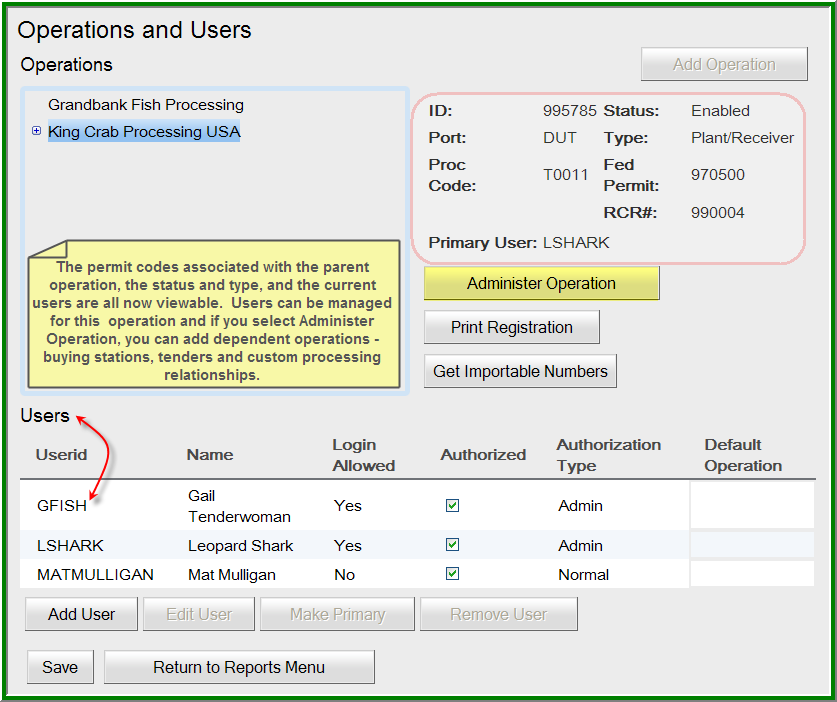 Operations and Users
Operations
Add Operation
Grandbank Fish Processing
King Crab Processing USA
ID: 995785 Status: Enabled
Port: DUT Type: Plant/Receiver
Proc Code: T0011 Fed Permit: 970500
RCR#: 990004
Primary User: LSHARK
The permit codes associated with the parent
operation, the status and type, and the current
users are all now viewable. Users can be managed
for this operation and if you select Administer
Operation, you can add dependent operations -
buying stations, tenders and custom processing
relationships.
Administer Operation
Print Registration
Get Importable Numbers
Users
Userid Name Login Allowed Authorized Authorization Type Default Operation
GFISH Gail Tenderwoman Yes Admin
LSHARK Leopard Shark Yes Admin
MATMULLIGAN Mat Mulligan No Normal
Add User Edit User Make Primary Remove User
Save Return to Reports Menu